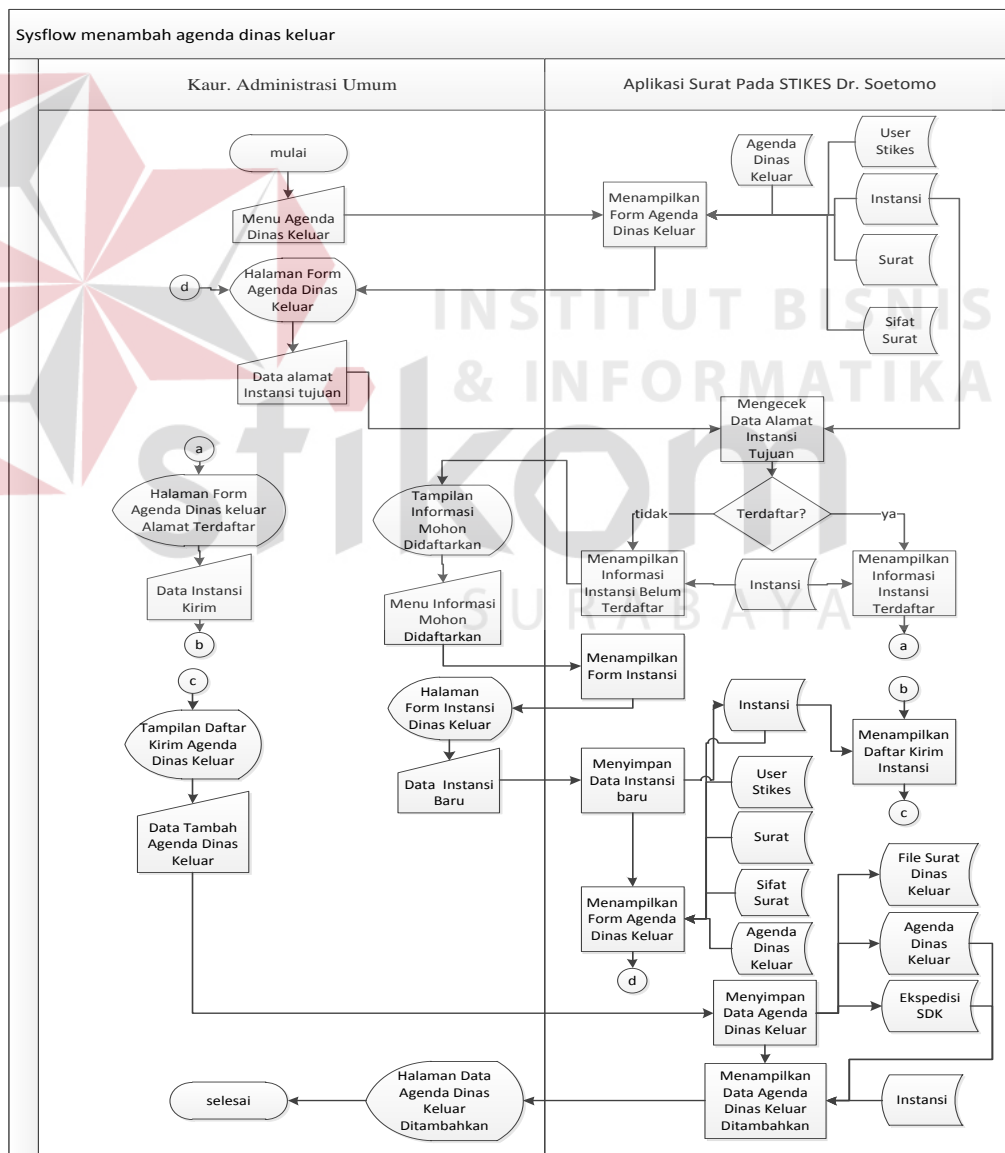 Sysflow menambah agenda dinas keluar
Kaur. Administrasi Umum
Aplikasi Surat Pada STIKES Dr. Soetomo
mulai
Menu Agenda
Dinas Keluar
Menampilkan
Form Agenda
Dinas Keluar
Agenda
Dinas
Keluar
User
Stikes
Instansi
Surat
Sifat
Surat
d
Halaman Form
Agenda Dinas
Keluar
Data alamat
Instansi tujuan
Mengecek
Data Alamat
Instansi
Tujuan
Terdaftar?
tidak
ya
a
Halaman Form
Agenda Dinas keluar
Alamat Terdaftar
Data Instansi
Kirim
b
Tampilan
Informasi
Mohon
Didaftarkan
Menu Informasi
Mohon
Didaftarkan
Menampilkan
Informasi
Instansi Belum
Terdaftar
Instansi
Menampilkan
Informasi
Instansi
Terdaftar
a
Menampilkan
Form Instansi
Halaman
Form Instansi
Dinas Keluar
Data Instansi
Baru
Menyimpan
Data Instansi
baru
Instansi
b
Menampilkan
Daftar Kirim
Instansi
c
c
Tampilan Daftar
Kirim Agenda
Dinas Keluar
Data Tambah
Agenda Dinas
Keluar
User
Stikes
Surat
Sifat
Surat
Agenda
Dinas
Keluar
Menampilkan
Form Agenda
Dinas Keluar
d
File Surat
Dinas
Keluar
Agenda
Dinas
Keluar
Ekspedisi
SDK
Menyimpan
Data Agenda
Dinas Keluar
Menampilkan
Data Agenda
Dinas Keluar
Ditambahkan
Instansi
Halaman Data
Agenda Dinas
Keluar
Ditambahkan
selesai
INSTITUT BISNIS
& INFORMATIKA
stikom
SURABAYA